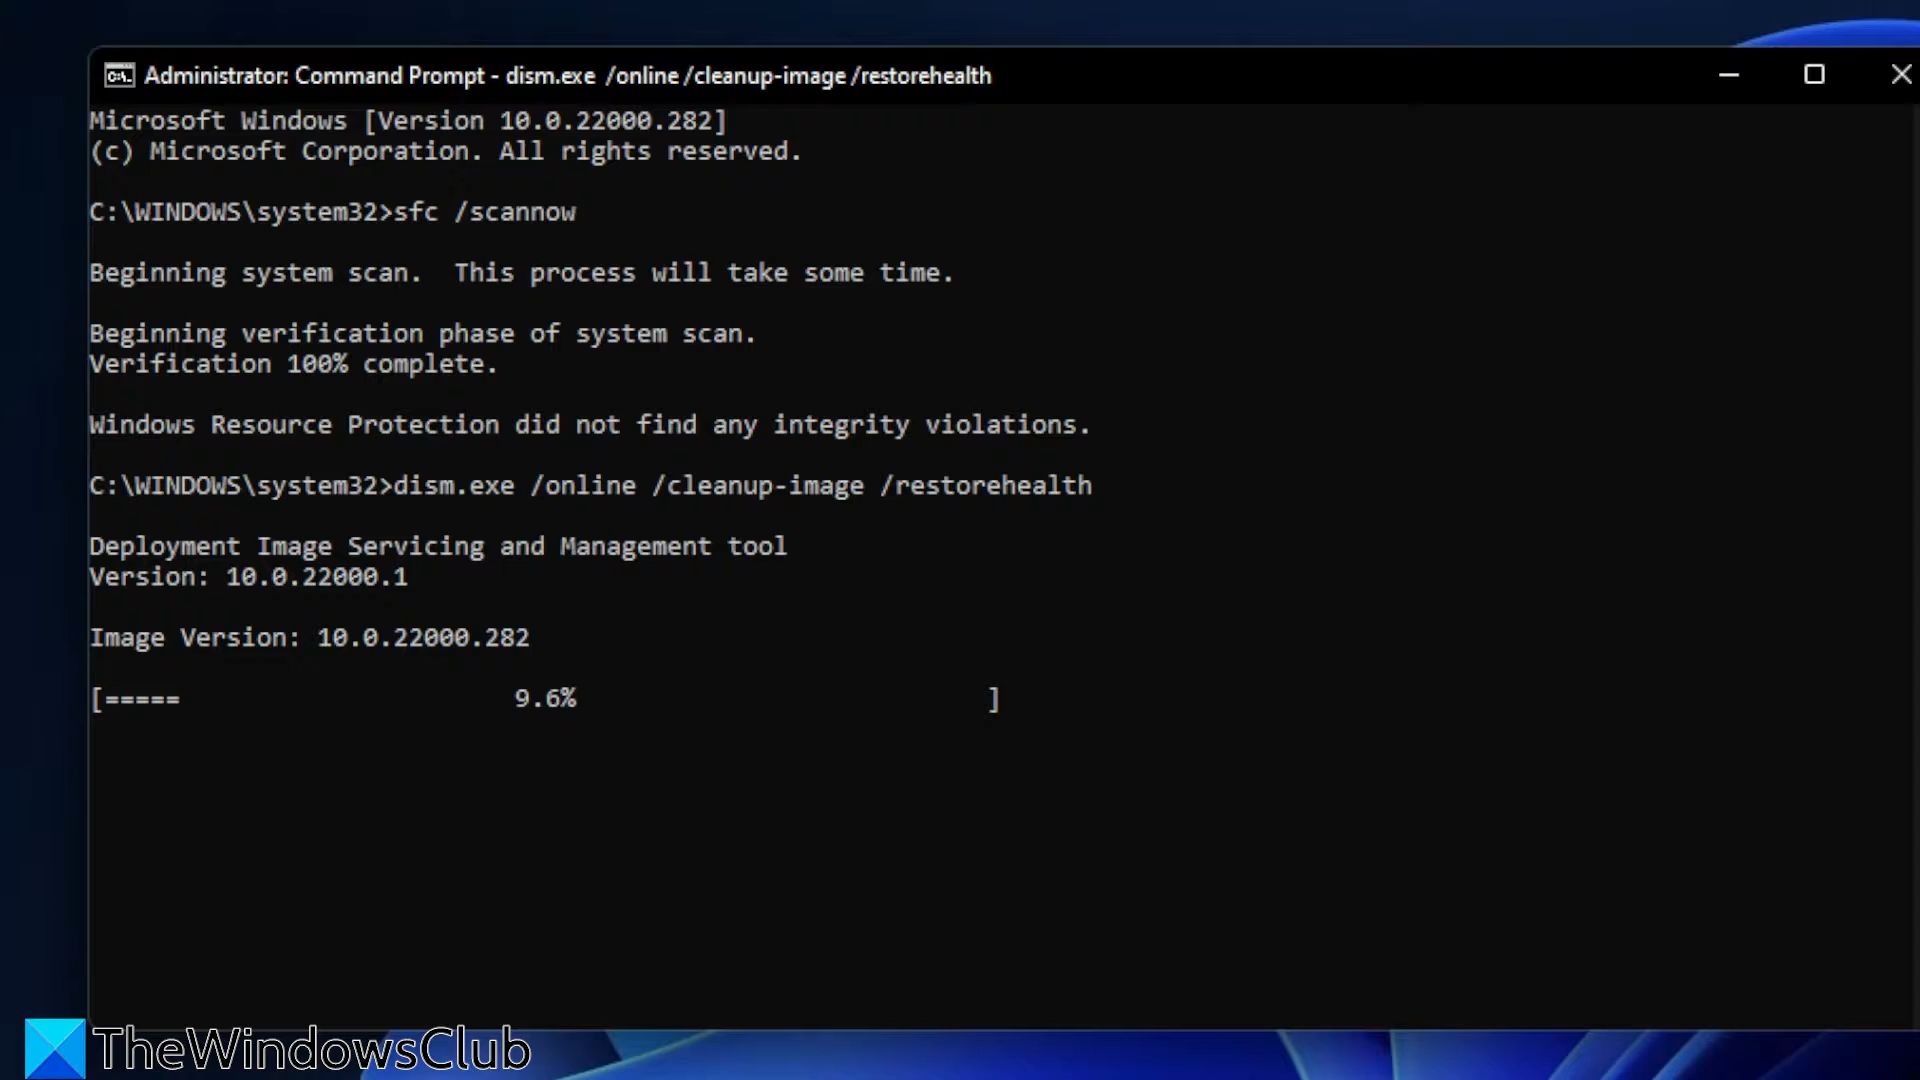 Administrator: Command Prompt - dism.exe /online /cleanup-image /restorehealth
Microsoft Windows [Version 10.0.22000.282]
(c) Microsoft Corporation. All rights reserved.
C:\WINDOWS\system32>sfc /scannow
Beginning system scan.  This process will take some time.
Beginning verification phase of system scan.
Verification 100% complete.
Windows Resource Protection did not find any integrity violations.
C:\WINDOWS\system32>dism.exe /online /cleanup-image /restorehealth
Deployment Image Servicing and Management tool
Version: 10.0.22000.1
Image Version: 10.0.22000.282
[=====                      9.6%                           ]
TheWindowsClub